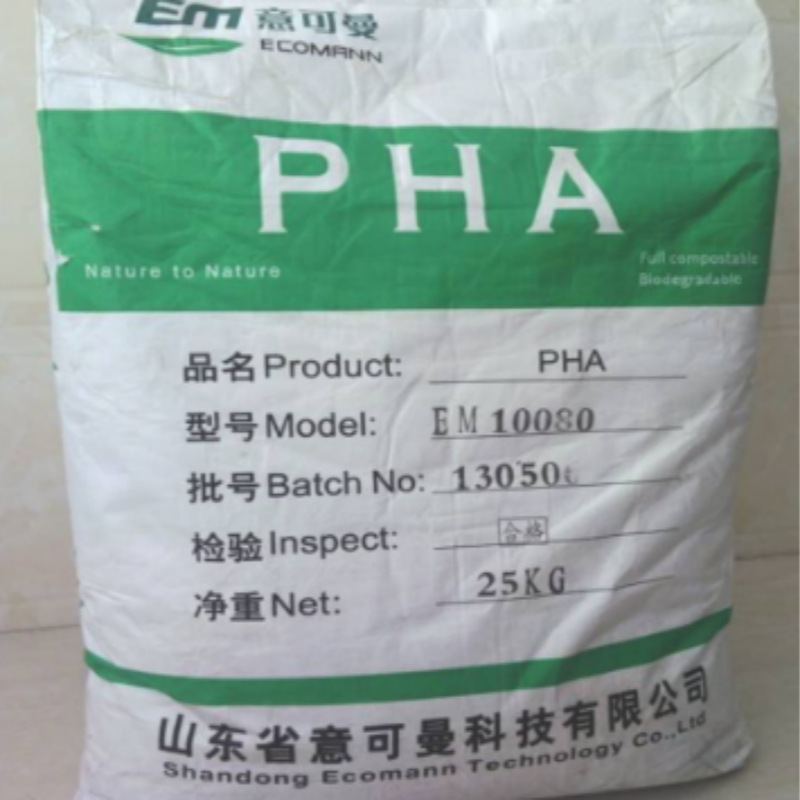 Em 意可曼
ECOMANN
PHA
Nature to Nature
Full compostable
Biodegradable
品名Product: PHA
型号Model: EM 10080
批号Batch No:
检验Inspect: 合格
净重Net: 25KG
山东省意可曼科技有限公司
Shandong Ecomann Technology Co.,Ltd